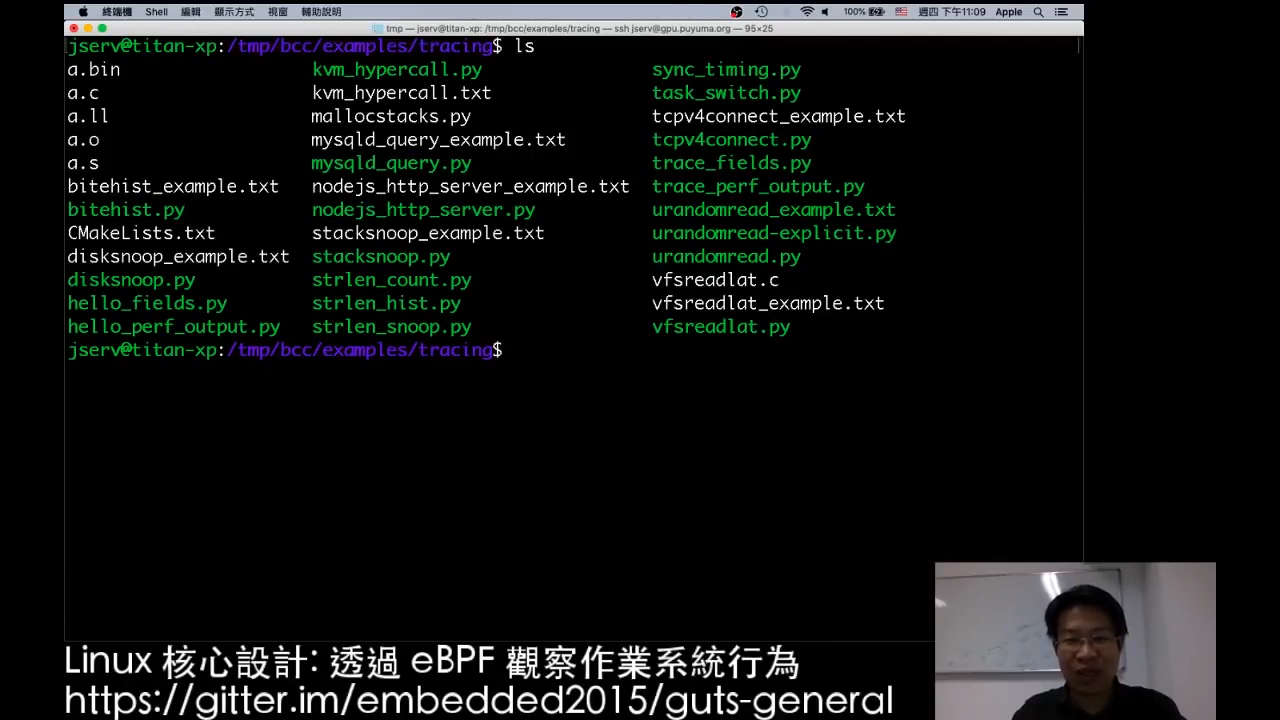 終端機 Shell 編輯 顯示方式 視窗 輔助說明 100% 週四 下午11:09 Apple
tmp — jserv@titan-xp: /tmp/bcc/examples/tracing — ssh jserv@gpu.puyuma.org — 95×25
jserv@titan-xp:/tmp/bcc/examples/tracing$ ls
a.bin kvm_hypercall.py sync_timing.py
a.c kvm_hypercall.txt task_switch.py
a.ll mallocstacks.py tcpv4connect_example.txt
a.o mysqld_query_example.txt tcpv4connect.py
a.s mysqld_query.py trace_fields.py
bitehist_example.txt nodejs_http_server_example.txt trace_perf_output.py
bitehist.py nodejs_http_server.py urandomread_example.txt
CMakeLists.txt stacksnoop_example.txt urandomread-explicit.py
disksnoop_example.txt stacksnoop.py urandomread.py
disksnoop.py strlen_count.py vfsreadlat.c
hello_fields.py strlen_hist.py vfsreadlat_example.txt
hello_perf_output.py strlen_snoop.py vfsreadlat.py
jserv@titan-xp:/tmp/bcc/examples/tracing$
Linux 核心設計: 透過 eBPF 觀察作業系統行為
https://gitter.im/embedded2015/guts-general